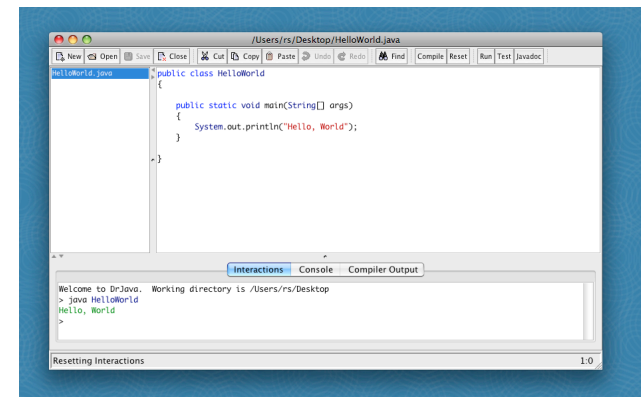 /Users/rs/Desktop/HelloWorld.java
New Open Save Close Cut Copy Paste Undo Redo Find Compile Reset Run Test Javadoc
HelloWorld.java
public class HelloWorld
{
public static void main(String[] args)
{
System.out.println("Hello, World");
}
}
Interactions Console Compiler Output
Welcome to DrJava. Working directory is /Users/rs/Desktop
> java HelloWorld
Hello, World
>
Resetting Interactions 1:0